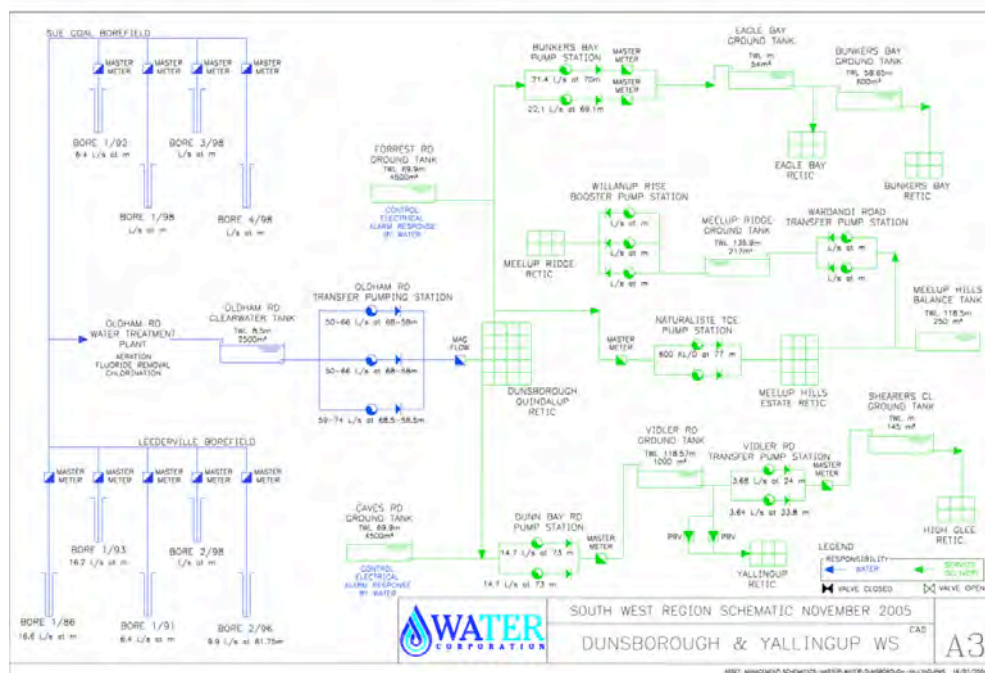 SUE COAL BOREFIELD
MASTER
METER
MASTER
METER
MASTER
METER
MASTER
METER
BORE 1/92
6.4 L/s at m
BORE 3/98
L/s at m
BORE 1/98
L/s at m
BORE 4/98
L/s at m
OLDHAM RD
WATER TREATMENT
PLANT
AERATION
FLUORIDE REMOVAL
CHLORINATION
OLDHAM RD
CLEARWATER TANK
TWL 8.5m
2500m³
OLDHAM RD
TRANSFER PUMPING STATION
50-66 L/s at 68-58m
50-66 L/s at 68-58m
59-74 L/s at 68.5-58.5m
MAG
FLOW
LEEDERVILLE BOREFIELD
MASTER
METER
MASTER
METER
MASTER
METER
MASTER
METER
MASTER
METER
BORE 1/93
16.2 L/s at m
BORE 2/98
L/s at m
BORE 1/86
16.6 L/s at m
BORE 1/91
6.4 L/s at m
BORE 2/96
9.9 L/s at 61.75m
FORREST RD
GROUND TANK
TWL 69.9m
4500m³
CONTROL
ELECTRICAL
ALARM RESPONSE
BY WATER
BUNKERS BAY
PUMP STATION
21.4 L/s at 70m
22.1 L/s at 69.1m
MASTER
METER
MASTER
METER
EAGLE BAY
GROUND TANK
TWL m
54m³
BUNKERS BAY
GROUND TANK
TWL 58.65m
600m³
EAGLE BAY
RETIC
BUNKERS BAY
RETIC
WILLANUP RISE
BOOSTER PUMP STATION
L/s at m
L/s at m
L/s at m
MEELUP RIDGE
RETIC
MEELUP RIDGE
GROUND TANK
TWL 135.9m
217m³
WARDANDI ROAD
TRANSFER PUMP STATION
L/s at m
L/s at m
MEELUP HILLS
BALANCE TANK
TWL 118.5m
250 m³
NATURALISTE TCE
PUMP STATION
600 KL/D at 77 m
MASTER
METER
DUNSBOROUGH
QUINDALUP
RETIC
MEELUP HILLS
ESTATE RETIC
SHEARERS CL
GROUND TANK
TWL m
145 m³
VIDLER RD
GROUND TANK
TWL 118.57m
1000 m³
VIDLER RD
TRANSFER PUMP STATION
3.68 L/s at 24 m
3.64 L/s at 33.8 m
MASTER
METER
CAVES RD
GROUND TANK
TWL 69.9m
4500m³
CONTROL
ELECTRICAL
ALARM RESPONSE
BY WATER
DUNN BAY RD
PUMP STATION
14.7 L/s at 73 m
14.7 L/s at 73 m
MASTER
METER
PRV
PRV
YALLINGUP
RETIC
HIGH GLEE
RETIC
LEGEND
RESPONSIBILITY
WATER
SERVICE
DELIVERY
VALVE CLOSED
VALVE OPEN
WATER
CORPORATION
SOUTH WEST REGION SCHEMATIC NOVEMBER 2005
CAD
DUNSBOROUGH & YALLINGUP WS
A3